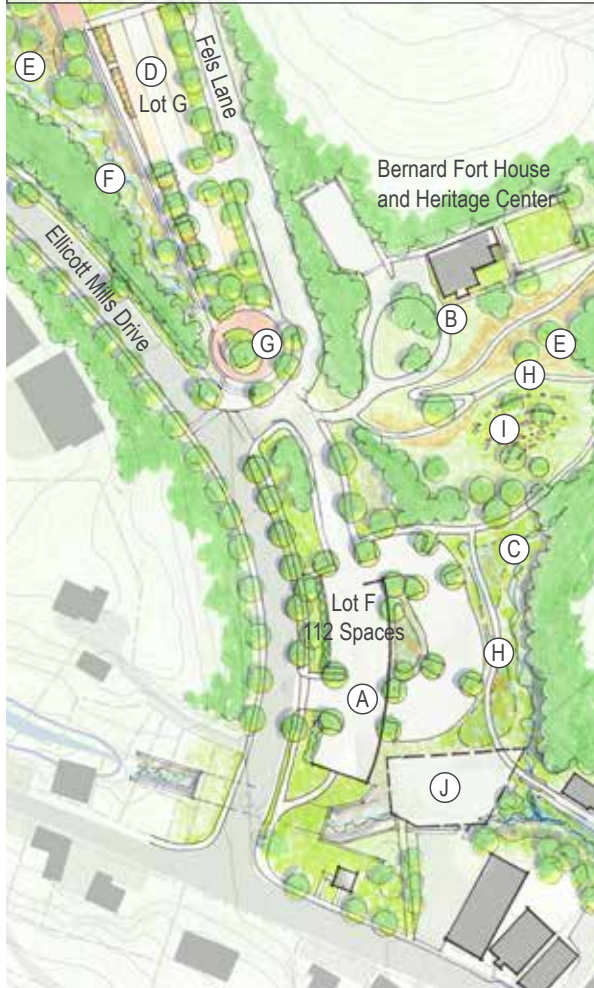 E
D
Lot G
Fels Lane
F
Bernard Fort House
and Heritage Center
Ellicott Mills Drive
B
G
E
H
I
C
Lot F
112 Spaces
H
A
J